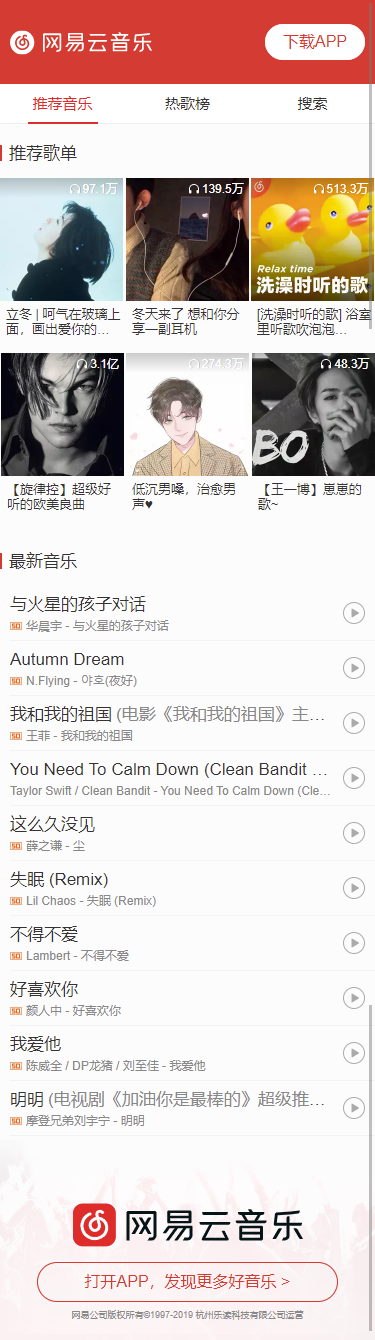 网易云音乐
下载APP
推荐音乐
热歌榜
搜索
推荐歌单
97.1万
139.5万
513.3万
Relax time
洗澡时听的歌
立冬 | 呵气在玻璃上
面，画出爱你的…
冬天来了 想和你分
享一副耳机
[洗澡时听的歌] 浴室
里听歌吹泡泡…
3.1亿
274.3万
48.3万
BO
【旋律控】超级好
听的欧美良曲
低沉男嗓，治愈男
声♥
【王一博】崽崽的
歌~
最新音乐
与火星的孩子对话
SQ 华晨宇 - 与火星的孩子对话
Autumn Dream
SQ N.Flying - 야호(夜好)
我和我的祖国 (电影《我和我的祖国》主…
SQ 王菲 - 我和我的祖国
You Need To Calm Down (Clean Bandit …
Taylor Swift / Clean Bandit - You Need To Calm Down (Cle…
这么久没见
SQ 薛之谦 - 尘
失眠 (Remix)
SQ Lil Chaos - 失眠 (Remix)
不得不爱
SQ Lambert - 不得不爱
好喜欢你
SQ 颜人中 - 好喜欢你
我爱他
SQ 陈威全 / DP龙猪 / 刘至佳 - 我爱他
明明 (电视剧《加油你是最棒的》超级推…
SQ 摩登兄弟刘宇宁 - 明明
网易云音乐
打开APP，发现更多好音乐 >
网易公司版权所有©1997-2019 杭州乐读科技有限公司运营